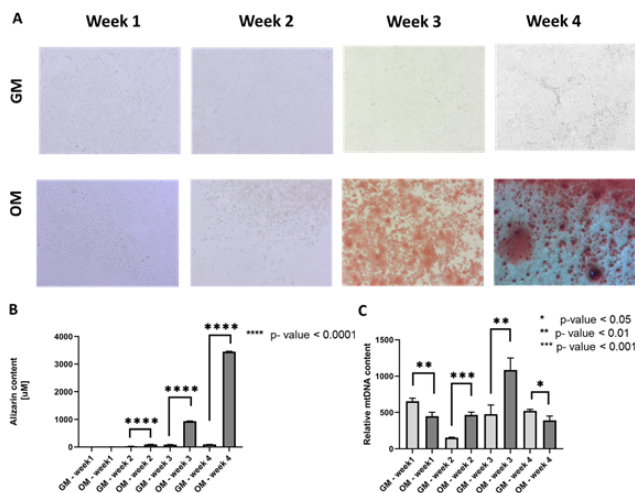 A
Week 1 Week 2 Week 3 Week 4
GM
OM
B
**** p- value < 0.0001
Alizarin content
[uM]
4000
3000
2000
1000
0
****
****
****
GM - week1
OM - week1
GM - week 2
OM - week 2
GM - week 3
OM - week 3
GM - week 4
OM - week 4
C
* p-value < 0.05
** p-value < 0.01
*** p-value < 0.001
Relative mtDNA content
1500
1000
500
0
**
***
**
*
GM - week1
OM - week1
GM - week 2
OM - week 2
GM - week 3
OM - week 3
GM - week 4
OM - week 4